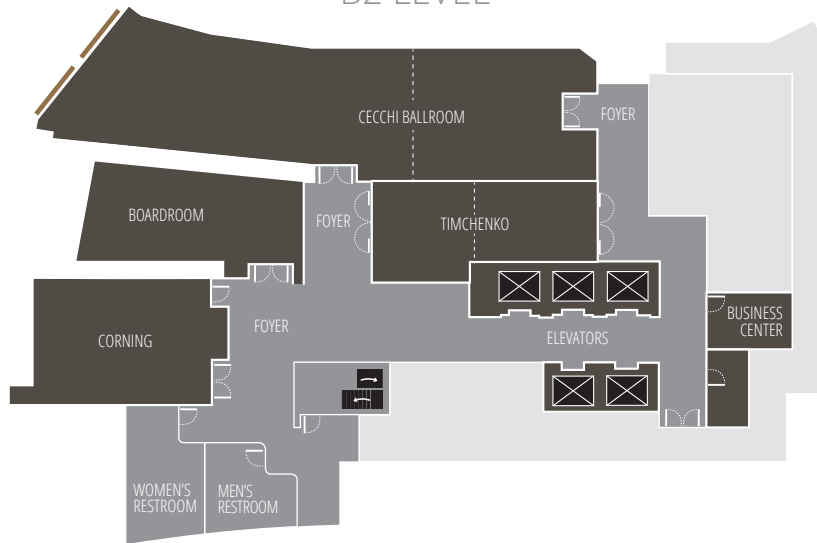 B2 LEVEL
CECCHI BALLROOM
FOYER
BOARDROOM
FOYER
TIMCHENKO
CORNING
FOYER
ELEVATORS
BUSINESS
CENTER
WOMEN'S
RESTROOM
MEN'S
RESTROOM